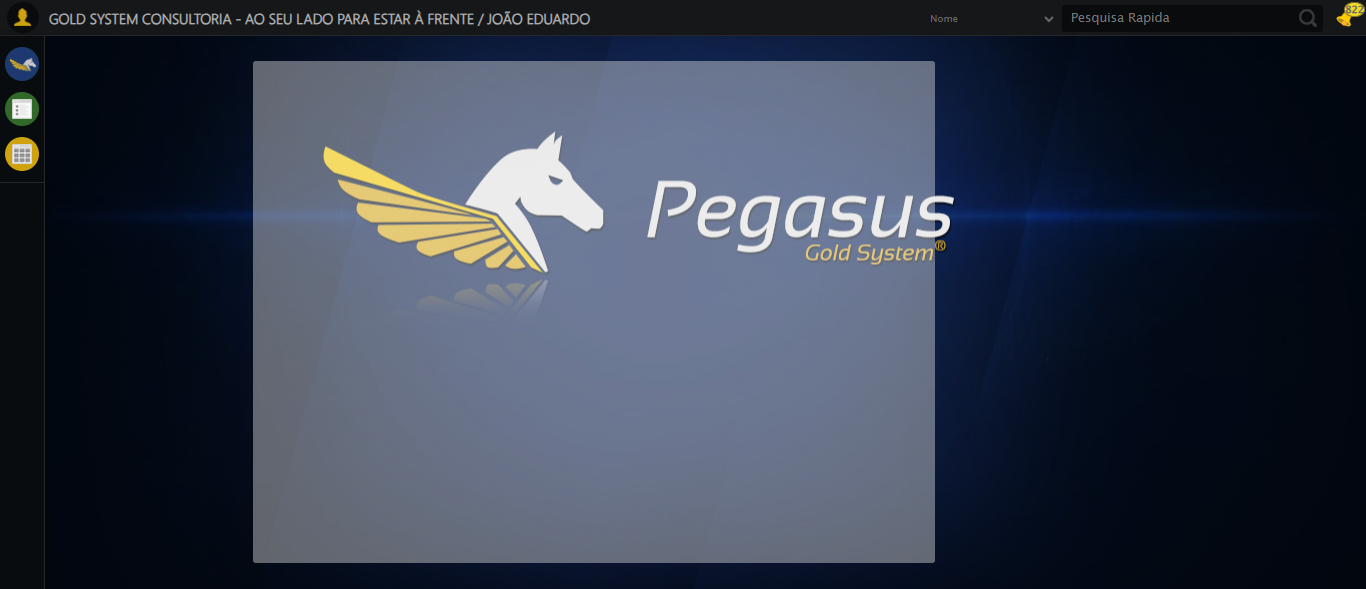 GOLD SYSTEM CONSULTORIA - AO SEU LADO PARA ESTAR À FRENTE / JOÃO EDUARDO
Nome
Pesquisa Rapida
822
Pegasus
Gold System®